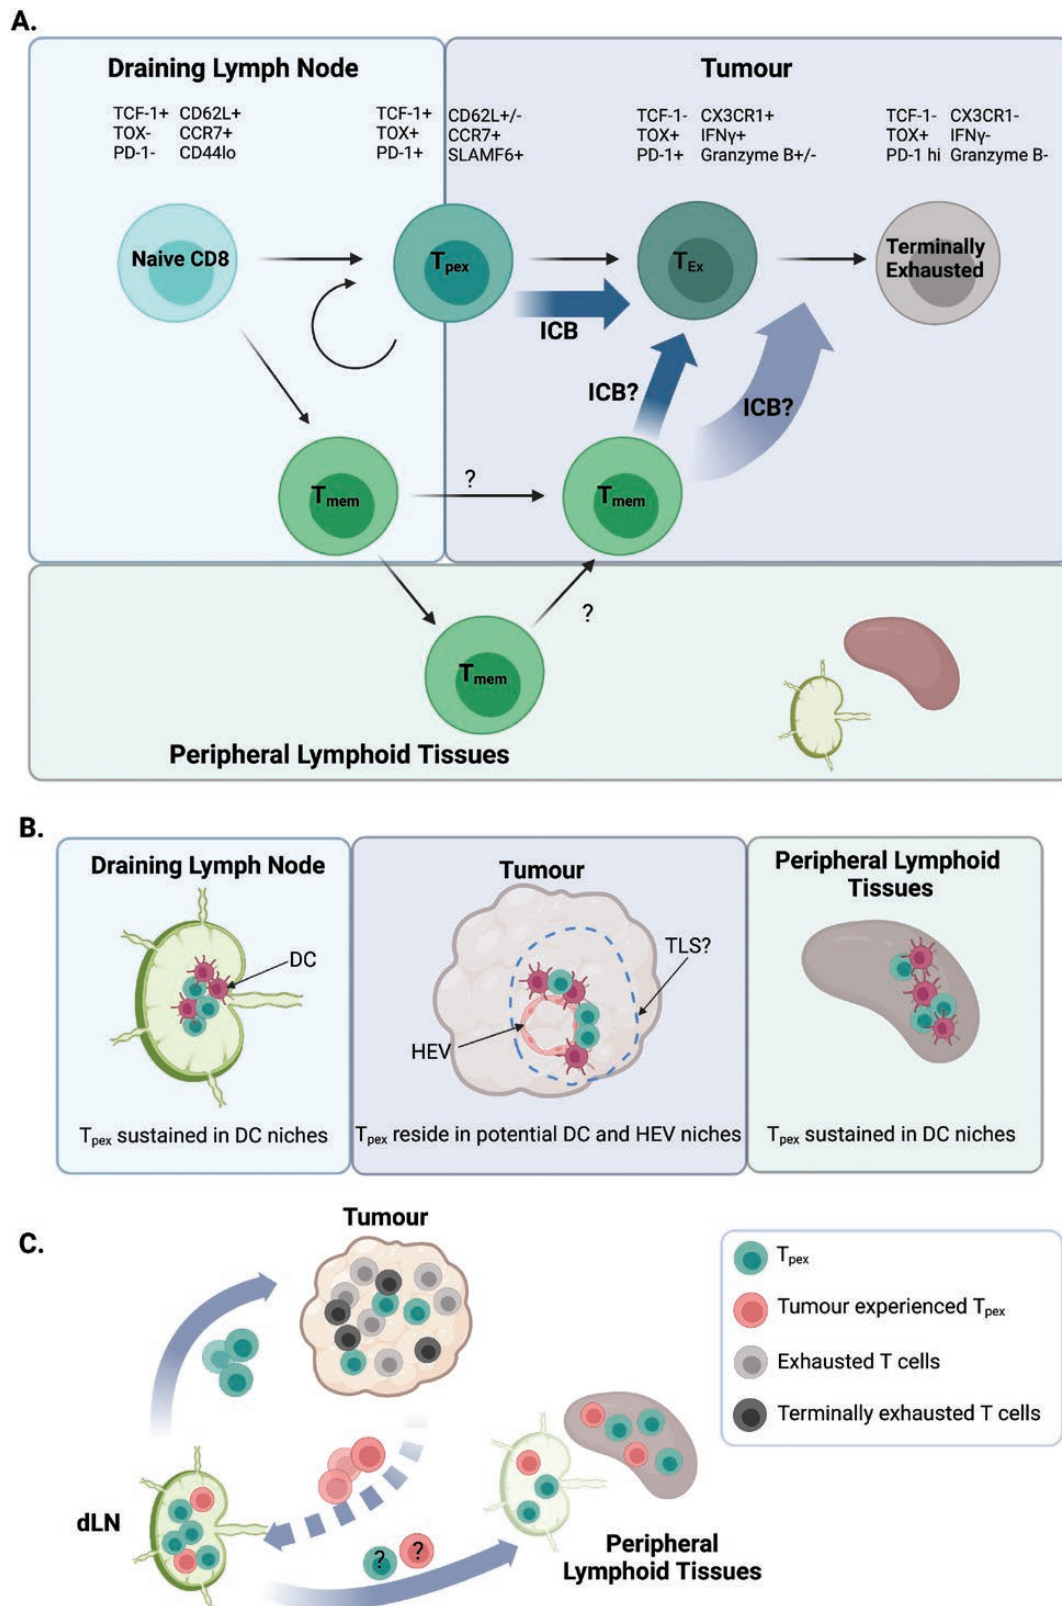 A.
Draining Lymph Node
Tumour
TCF-1+ CD62L+
TOX- CCR7+
PD-1- CD44lo
TCF-1+ CD62L+/-
TOX+ CCR7+
PD-1+ SLAMF6+
TCF-1- CX3CR1+
TOX+ IFNγ+
PD-1+ Granzyme B+/-
TCF-1- CX3CR1-
TOX+ IFNγ-
PD-1 hi Granzyme B-
Naive CD8
Tpex
TEx
Terminally
Exhausted
ICB
ICB?
ICB?
Tmem
?
Tmem
?
Tmem
Peripheral Lymphoid Tissues
B.
Draining Lymph Node
DC
Tpex sustained in DC niches
Tumour
TLS?
HEV
Tpex reside in potential DC and HEV niches
Peripheral Lymphoid
Tissues
Tpex sustained in DC niches
C.
Tumour
dLN
? ?
Peripheral
Lymphoid Tissues
Tpex
Tumour experienced Tpex
Exhausted T cells
Terminally exhausted T cells